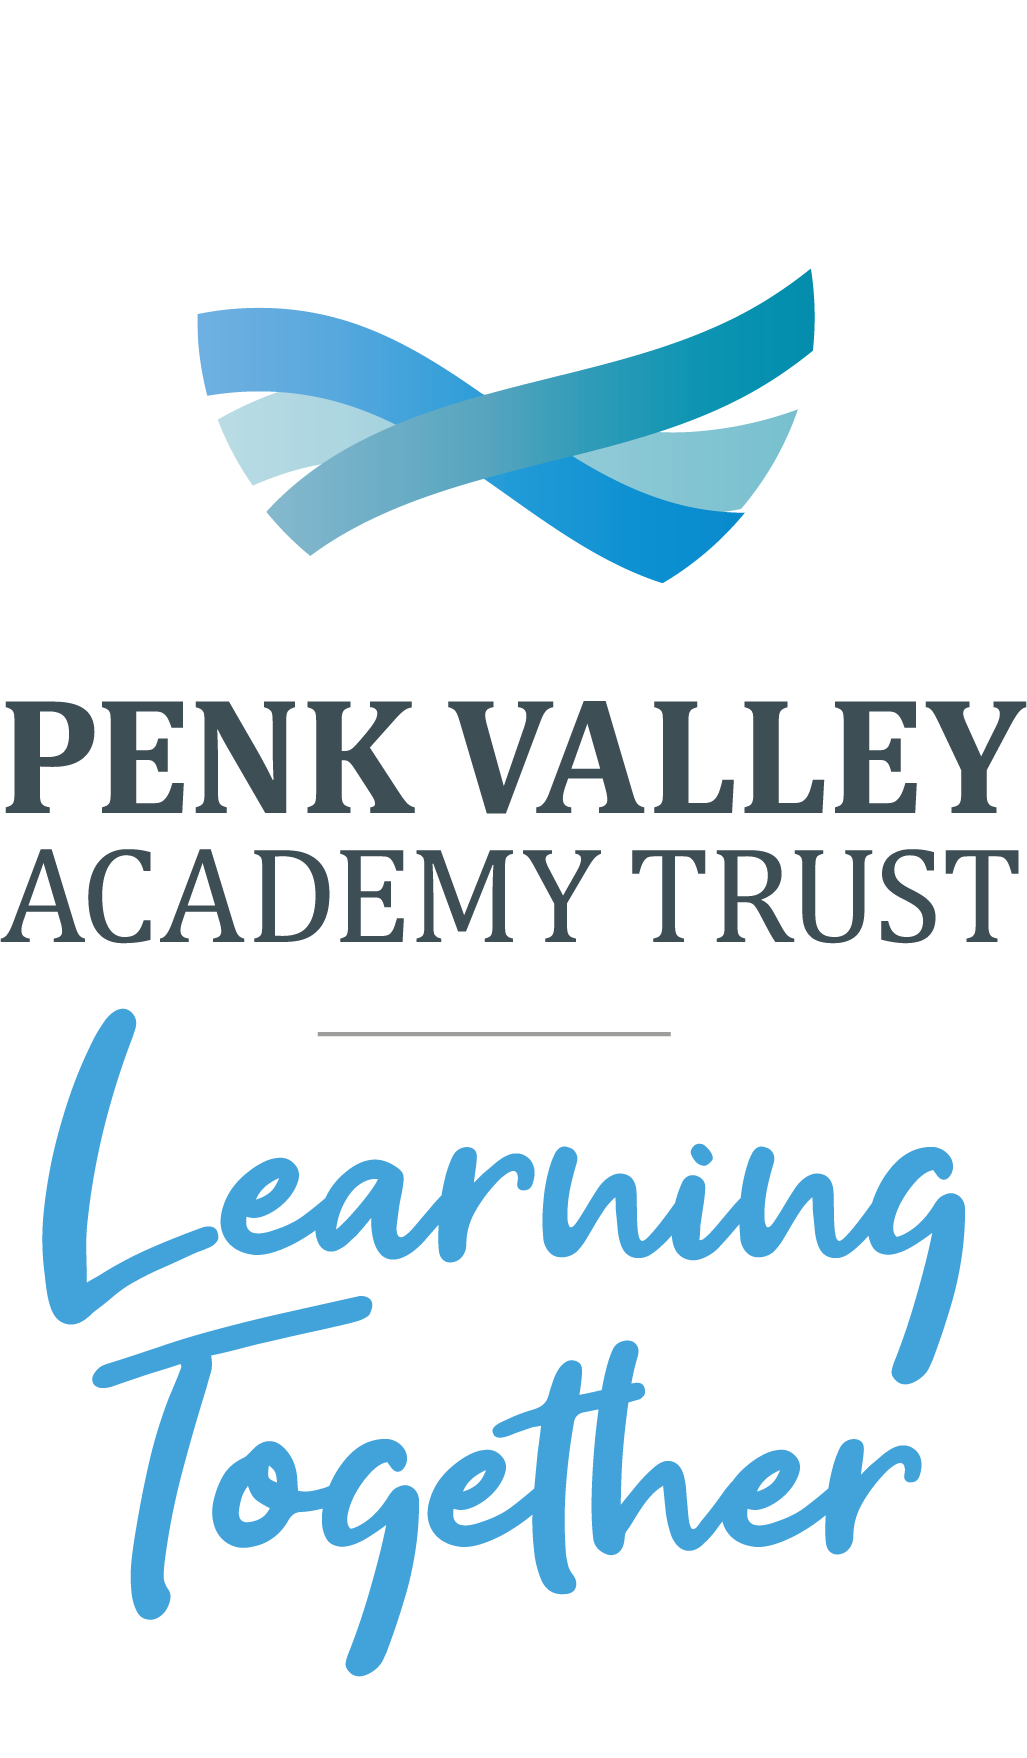 PENK VALLEY
ACADEMY TRUST
Learning
Together